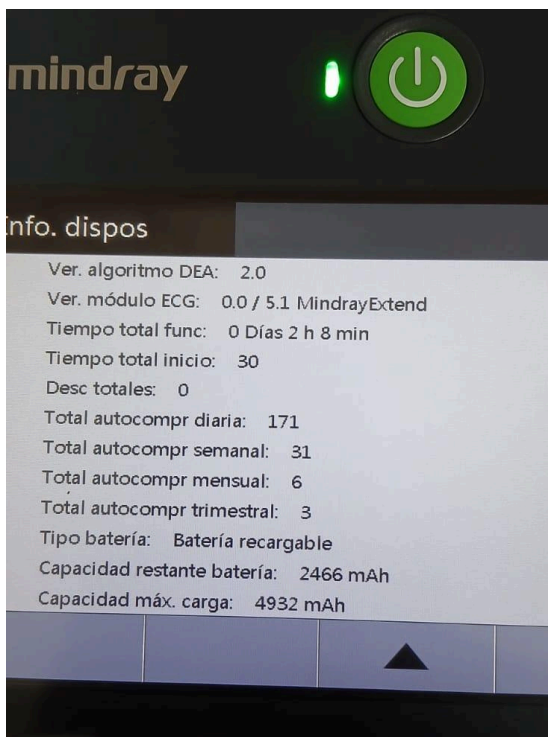 mindray
Info. dispos
Ver. algoritmo DEA: 2.0
Ver. módulo ECG: 0.0 / 5.1 MindrayExtend
Tiempo total func: 0 Días 2 h 8 min
Tiempo total inicio: 30
Desc totales: 0
Total autocompr diaria: 171
Total autocompr semanal: 31
Total autocompr mensual: 6
Total autocompr trimestral: 3
Tipo batería: Batería recargable
Capacidad restante batería: 2466 mAh
Capacidad máx. carga: 4932 mAh